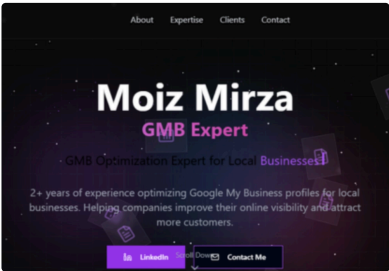 About Expertise Clients Contact
Moiz Mirza
GMB Expert
GMB Optimization Expert for Local Businesses
2+ years of experience optimizing Google My Business profiles for local
businesses. Helping companies improve their online visibility and attract
more customers.
LinkedIn Scroll Down Contact Me